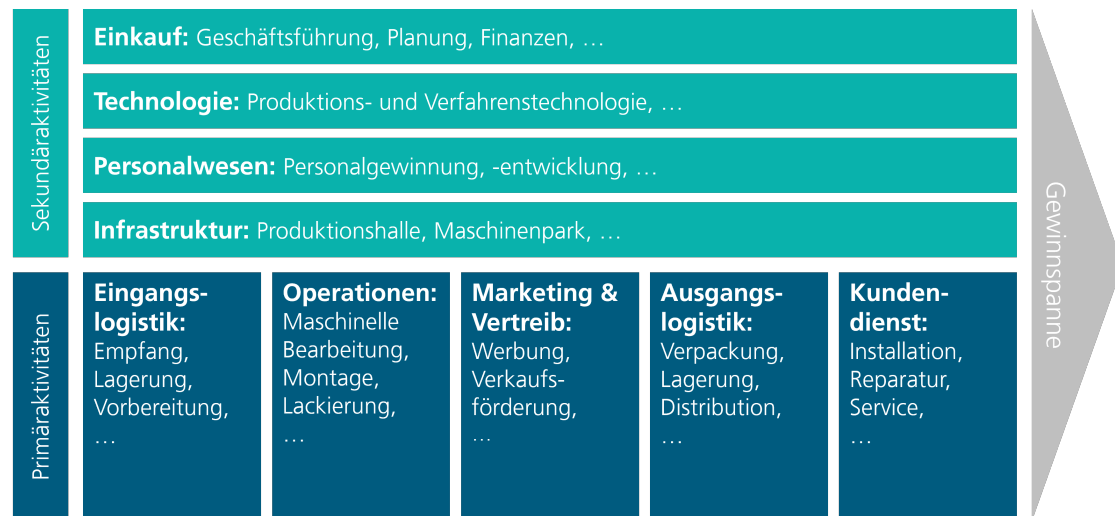 Sekundäraktivitäten
Einkauf: Geschäftsführung, Planung, Finanzen, …
Technologie: Produktions- und Verfahrenstechnologie, …
Personalwesen: Personalgewinnung, -entwicklung, …
Infrastruktur: Produktionshalle, Maschinenpark, …
Primäraktivitäten
Eingangs-
logistik:
Empfang,
Lagerung,
Vorbereitung,
…
Operationen:
Maschinelle
Bearbeitung,
Montage,
Lackierung,
…
Marketing &
Vertreib:
Werbung,
Verkaufs-
förderung,
…
Ausgangs-
logistik:
Verpackung,
Lagerung,
Distribution,
…
Kunden-
dienst:
Installation,
Reparatur,
Service,
…
Gewinnspanne